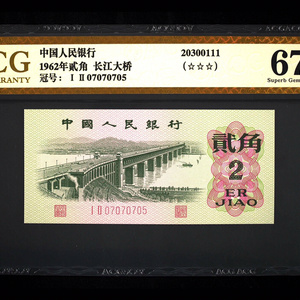 CG
WARRANTY
中国人民银行
1962年贰角 长江大桥
冠号: Ⅰ Ⅱ 07070705
20300111
(☆☆☆)
67
Superb Gem
中國人民銀行
貳角
2
ER
JIAO
Ⅰ Ⅱ 07070705